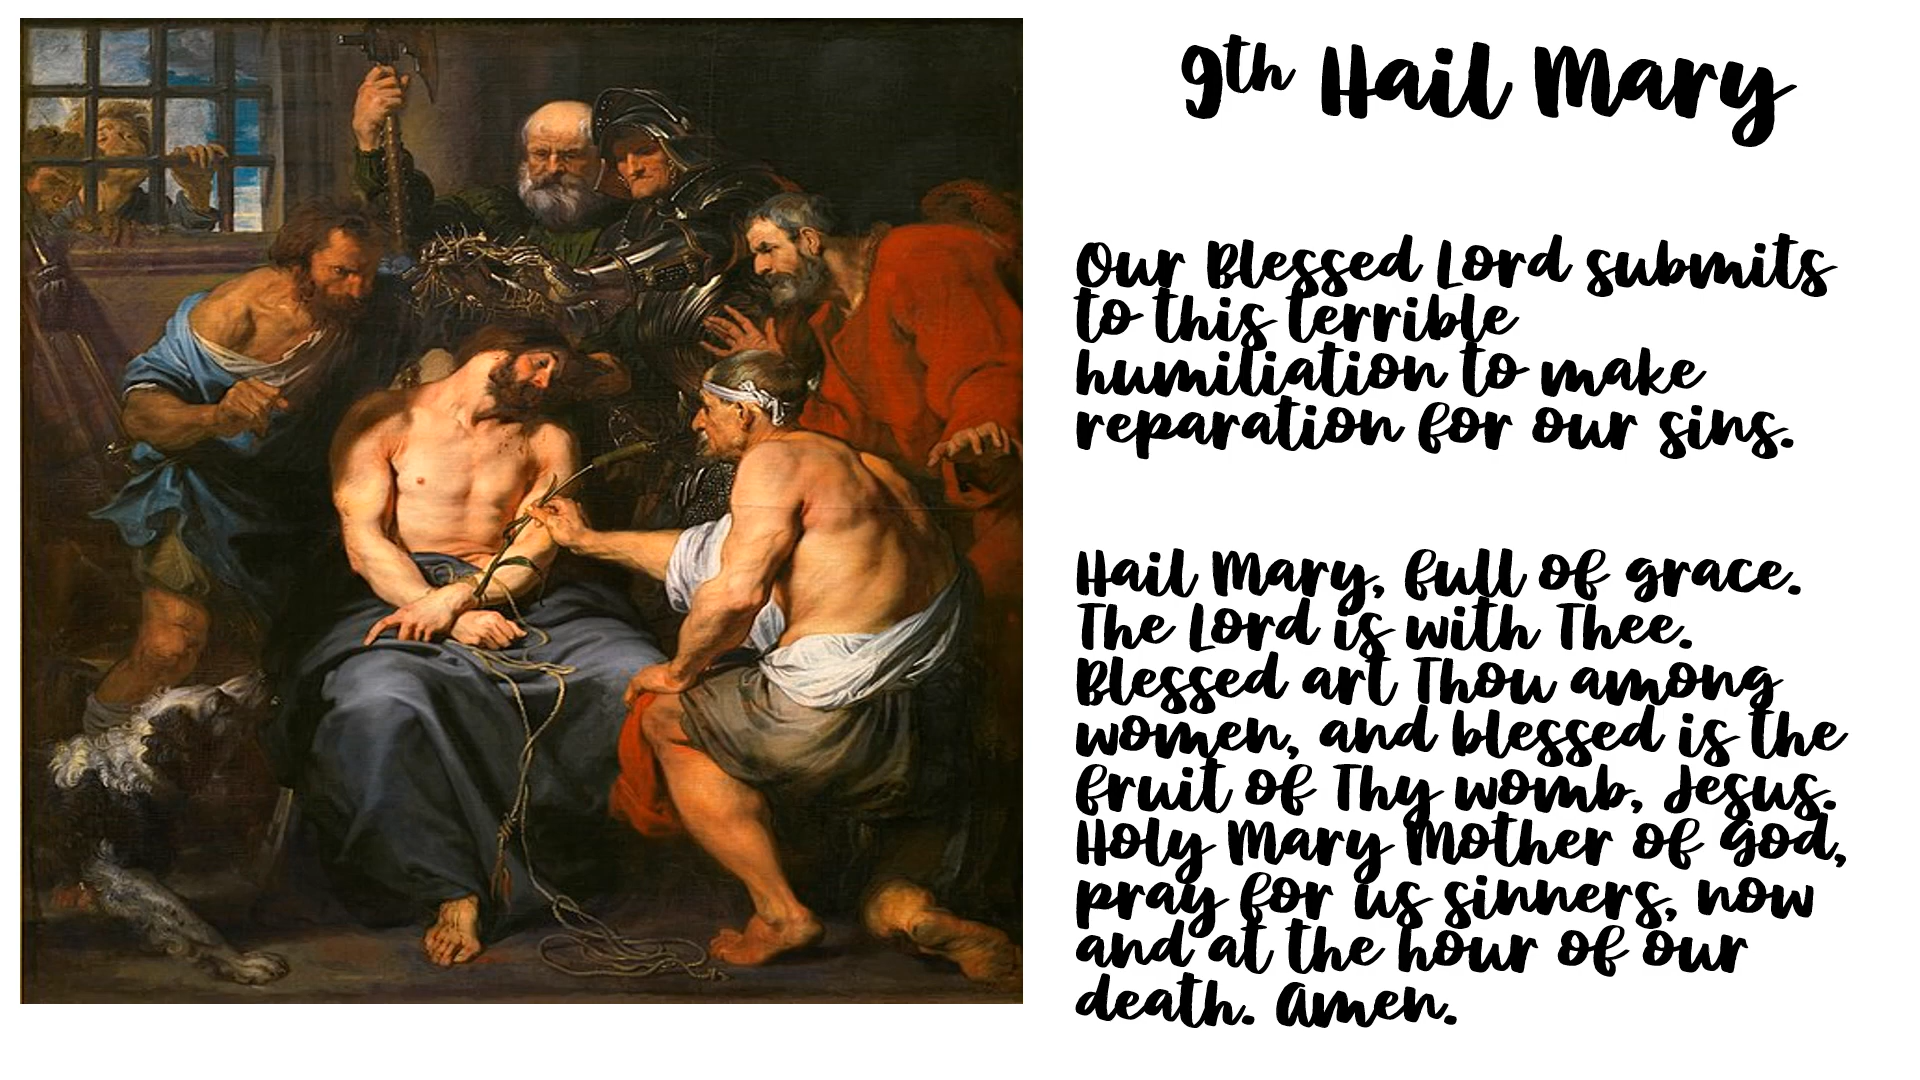 9th Hail Mary
Our Blessed Lord submits
to this terrible
humiliation to make
reparation for our sins.
Hail Mary, full of grace.
The Lord is with Thee.
Blessed art Thou among
women, and blessed is the
fruit of Thy womb, Jesus.
Holy Mary Mother of God,
pray for us sinners, now
and at the hour of our
death. Amen.